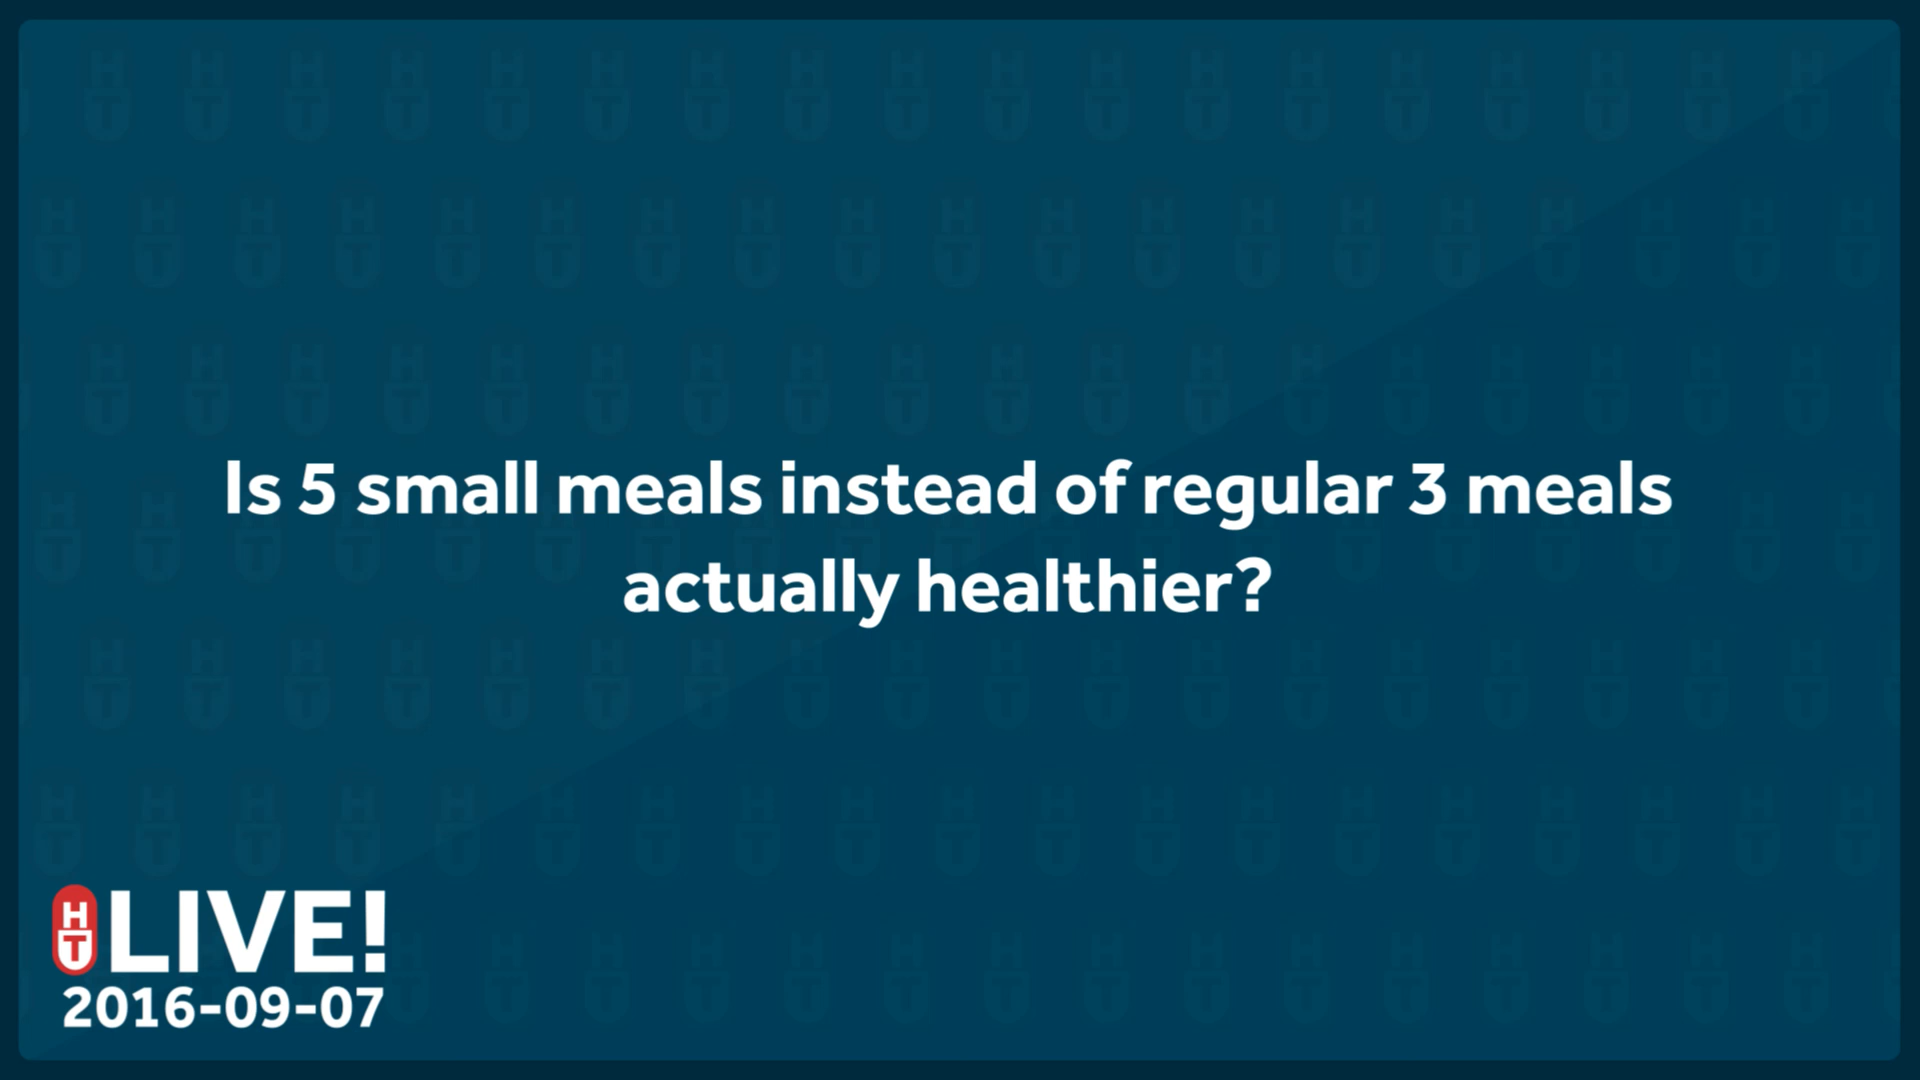 Is 5 small meals instead of regular 3 meals
actually healthier?
HT LIVE!
2016-09-07